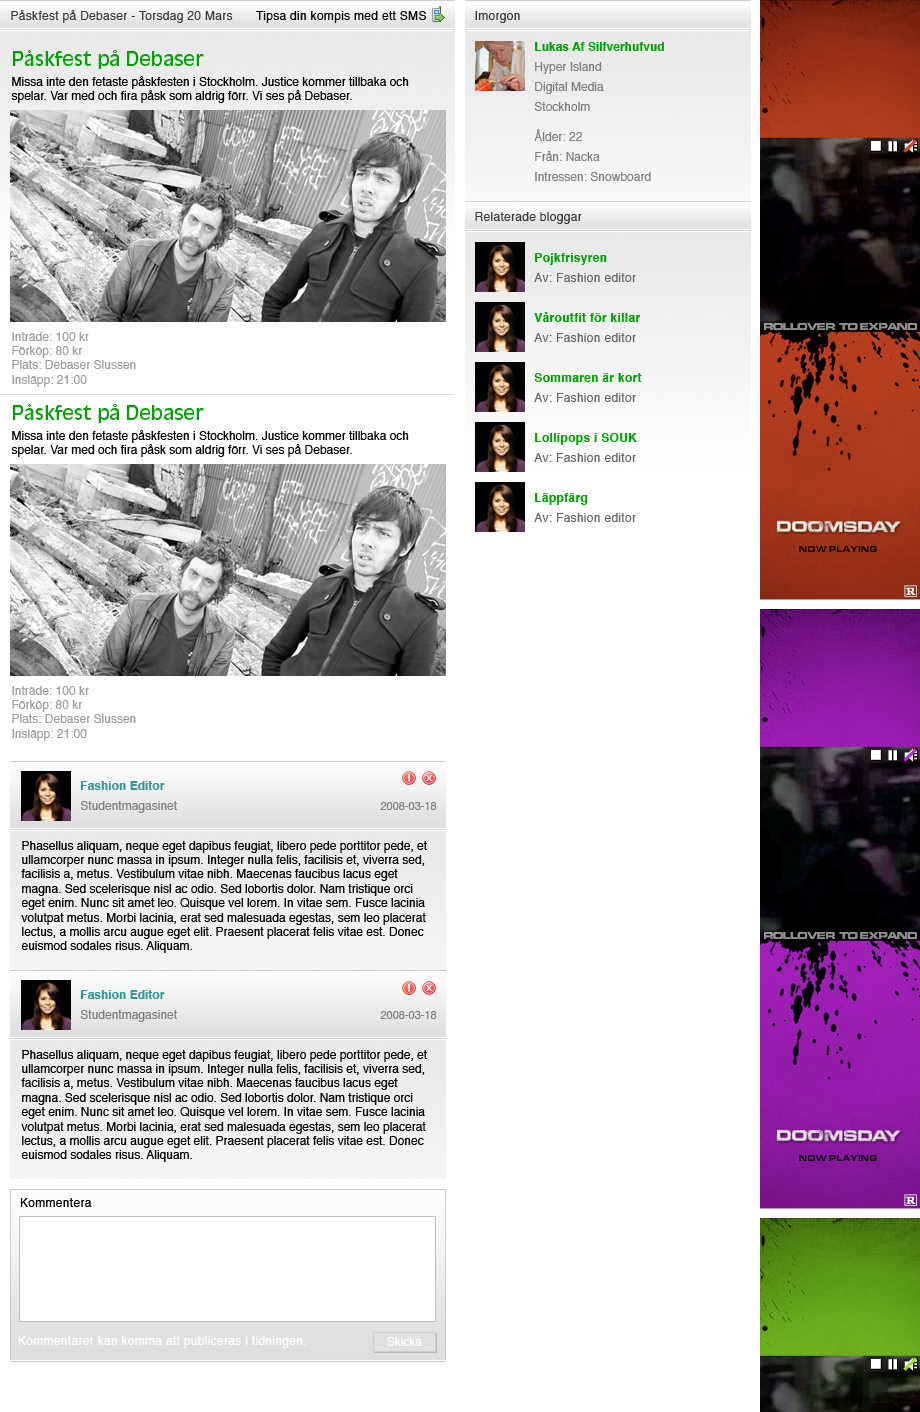 Påskfest på Debaser - Torsdag 20 Mars
Tipsa din kompis med ett SMS
Påskfest på Debaser
Missa inte den fetaste påskfesten i Stockholm. Justice kommer tillbaka och
spelar. Var med och fira påsk som aldrig förr. Vi ses på Debaser.
Inträde: 100 kr
Förköp: 80 kr
Plats: Debaser Slussen
Insläpp: 21:00
Påskfest på Debaser
Missa inte den fetaste påskfesten i Stockholm. Justice kommer tillbaka och
spelar. Var med och fira påsk som aldrig förr. Vi ses på Debaser.
Inträde: 100 kr
Förköp: 80 kr
Plats: Debaser Slussen
Insläpp: 21:00
Fashion Editor
Studentmagasinet
2008-03-18
Phasellus aliquam, neque eget dapibus feugiat, libero pede porttitor pede, et
ullamcorper nunc massa in ipsum. Integer nulla felis, facilisis et, viverra sed,
facilisis a, metus. Vestibulum vitae nibh. Maecenas faucibus lacus eget
magna. Sed scelerisque nisl ac odio. Sed lobortis dolor. Nam tristique orci
eget enim. Nunc sit amet leo. Quisque vel lorem. In vitae sem. Fusce lacinia
volutpat metus. Morbi lacinia, erat sed malesuada egestas, sem leo placerat
lectus, a mollis arcu augue eget elit. Praesent placerat felis vitae est. Donec
euismod sodales risus. Aliquam.
Fashion Editor
Studentmagasinet
2008-03-18
Phasellus aliquam, neque eget dapibus feugiat, libero pede porttitor pede, et
ullamcorper nunc massa in ipsum. Integer nulla felis, facilisis et, viverra sed,
facilisis a, metus. Vestibulum vitae nibh. Maecenas faucibus lacus eget
magna. Sed scelerisque nisl ac odio. Sed lobortis dolor. Nam tristique orci
eget enim. Nunc sit amet leo. Quisque vel lorem. In vitae sem. Fusce lacinia
volutpat metus. Morbi lacinia, erat sed malesuada egestas, sem leo placerat
lectus, a mollis arcu augue eget elit. Praesent placerat felis vitae est. Donec
euismod sodales risus. Aliquam.
Kommentera
Kommentarer kan komma att publiceras i tidningen.
Skicka
Imorgon
Lukas Af Silfverhufvud
Hyper Island
Digital Media
Stockholm
Ålder: 22
Från: Nacka
Intressen: Snowboard
Relaterade bloggar
Pojkfrisyren
Av: Fashion editor
Våroutfit för killar
Av: Fashion editor
Sommaren är kort
Av: Fashion editor
Lollipops i SOUK
Av: Fashion editor
Läppfärg
Av: Fashion editor
ROLLOVER TO EXPAND
DOOMSDAY
NOW PLAYING
R
ROLLOVER TO EXPAND
DOOMSDAY
NOW PLAYING
R